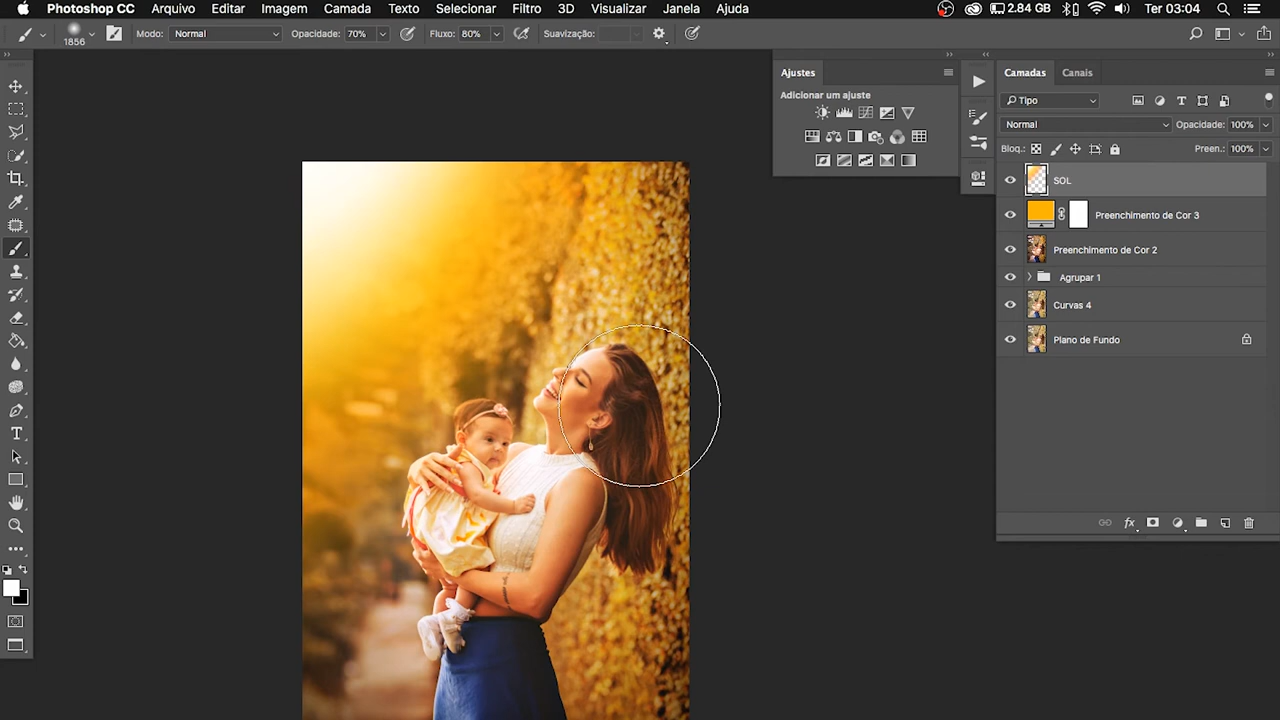 Photoshop CC Arquivo Editar Imagem Camada Texto Selecionar Filtro 3D Visualizar Janela Ajuda 2.84 GB Ter 03:04
1856 Modo: Normal Opacidade: 70% Fluxo: 80% Suavização:
Ajustes
Adicionar um ajuste
Camadas Canais
Tipo
Normal Opacidade: 100%
Bloq.: Preen.: 100%
SOL
Preenchimento de Cor 3
Preenchimento de Cor 2
Agrupar 1
Curvas 4
Plano de Fundo
fx